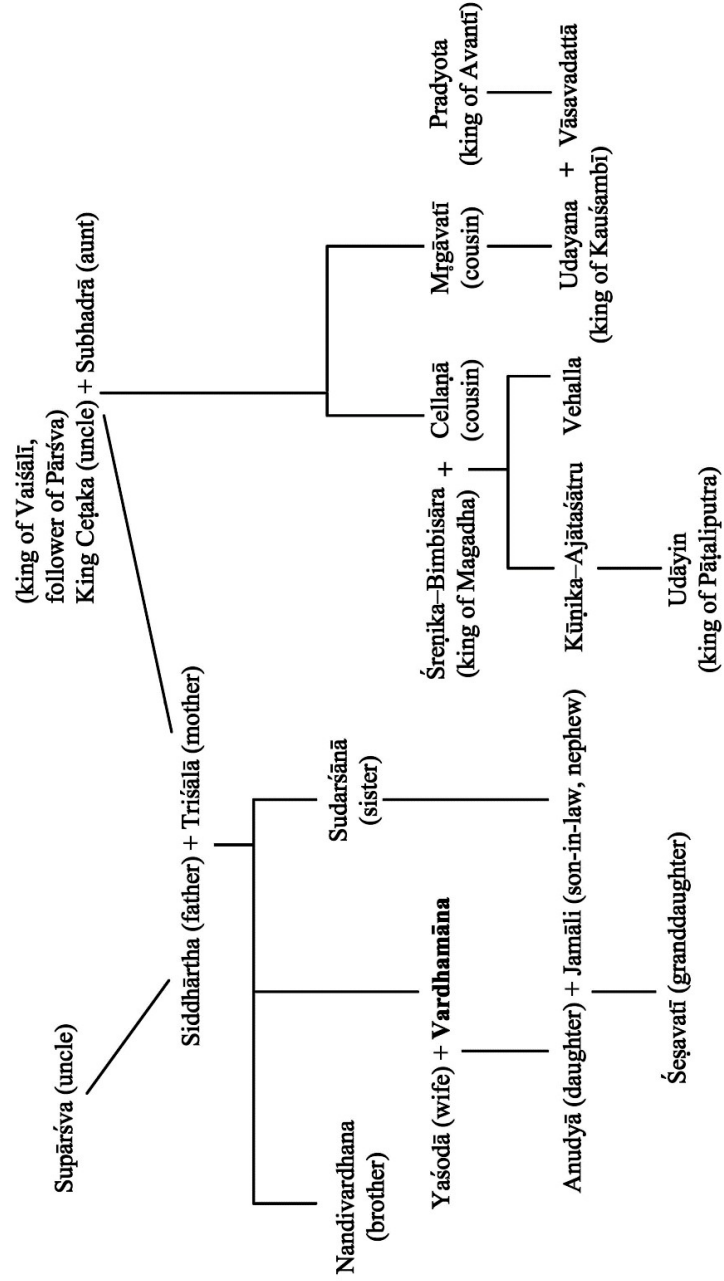 (king of Vaiśālī,
follower of Pārśva)
Supārśva (uncle)
King Ceṭaka (uncle) + Subhadrā (aunt)
Siddhārtha (father) + Triśālā (mother)
Nandivardhana
(brother)
Sudarśānā
(sister)
Yaśodā (wife) + Vardhamāna
Śreṇika–Bimbisāra + Cellaṇā
(king of Magadha)
(cousin)
Mṛgāvatī
(cousin)
Pradyota
(king of Avantī)
Anudyā (daughter) + Jamāli (son-in-law, nephew)
Kūṇika–Ajātaśātru
Vehalla
Udayana + Vāsavadattā
(king of Kauśambī)
Śeṣavatī (granddaughter)
Udāyin
(king of Pāṭaliputra)